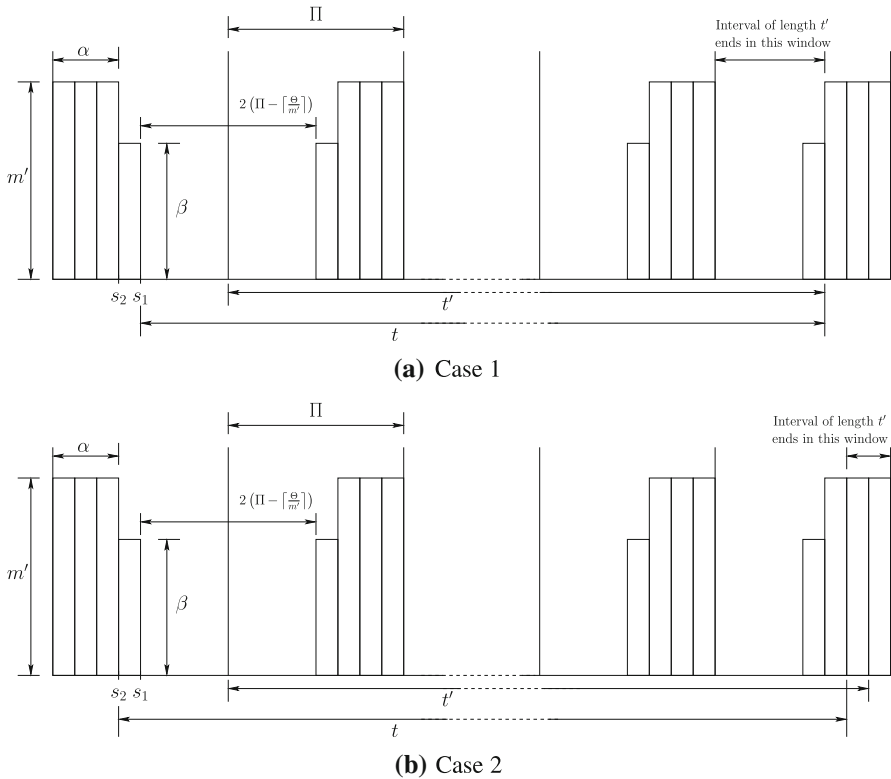 Π
Interval of length t′
ends in this window
α
2 (Π − ⌈Θ/m′⌉)
m′
β
s₂ s₁
t′
t
(a) Case 1
Π
Interval of length t′
ends in this window
α
2 (Π − ⌈Θ/m′⌉)
m′
β
s₂ s₁
t′
t
(b) Case 2